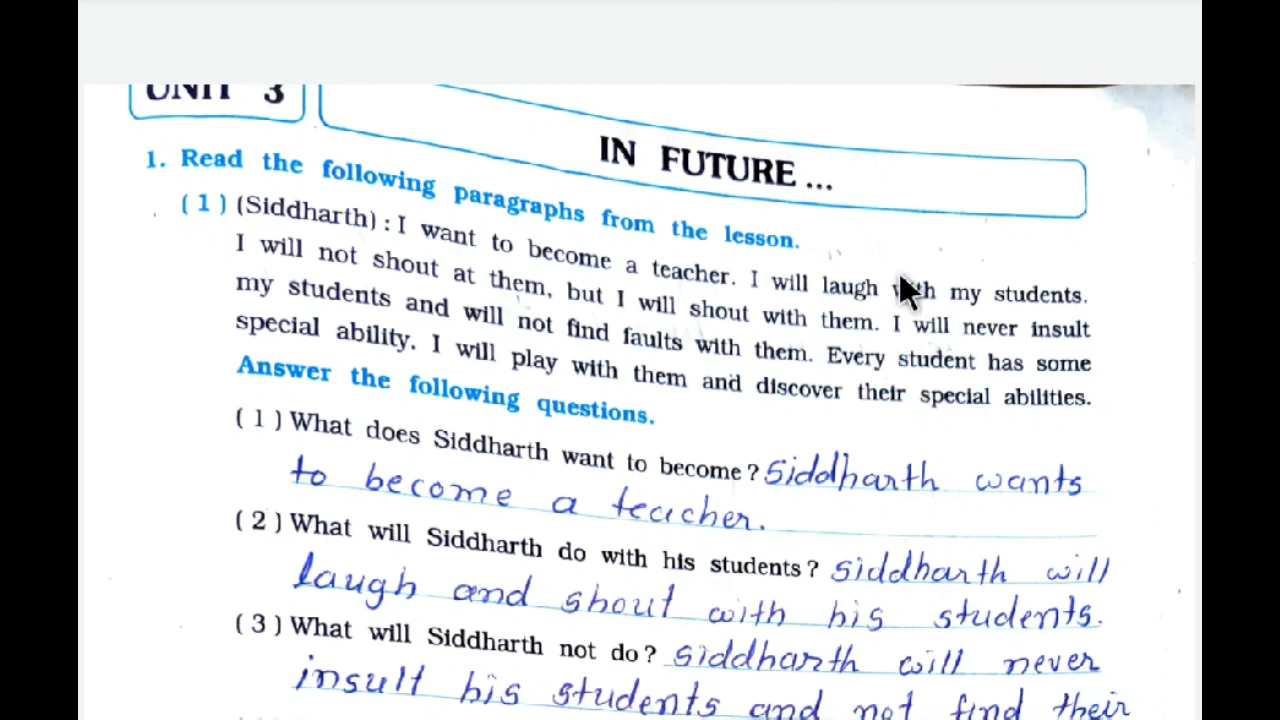 UNIT 3
IN FUTURE ...
1. Read the following paragraphs from the lesson.
( 1 ) (Siddharth) : I want to become a teacher. I will laugh with my students.
I will not shout at them, but I will shout with them. I will never insult
my students and will not find faults with them. Every student has some
special ability. I will play with them and discover their special abilities.
Answer the following questions.
( 1 ) What does Siddharth want to become? Siddharth wants
to become a teacher.
( 2 ) What will Siddharth do with his students? Siddharth will
laugh and shout with his students.
( 3 ) What will Siddharth not do? Siddharth will never
insult his students and not find their